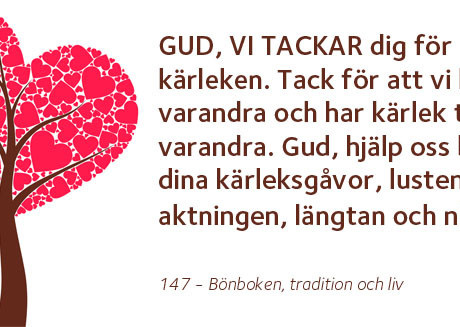 GUD, VI TACKAR dig för
kärleken. Tack för att vi
varandra och har kärlek
varandra. Gud, hjälp oss
dina kärleksgåvor,
aktningen, längtan och
147 – Bönboken, tradition och liv